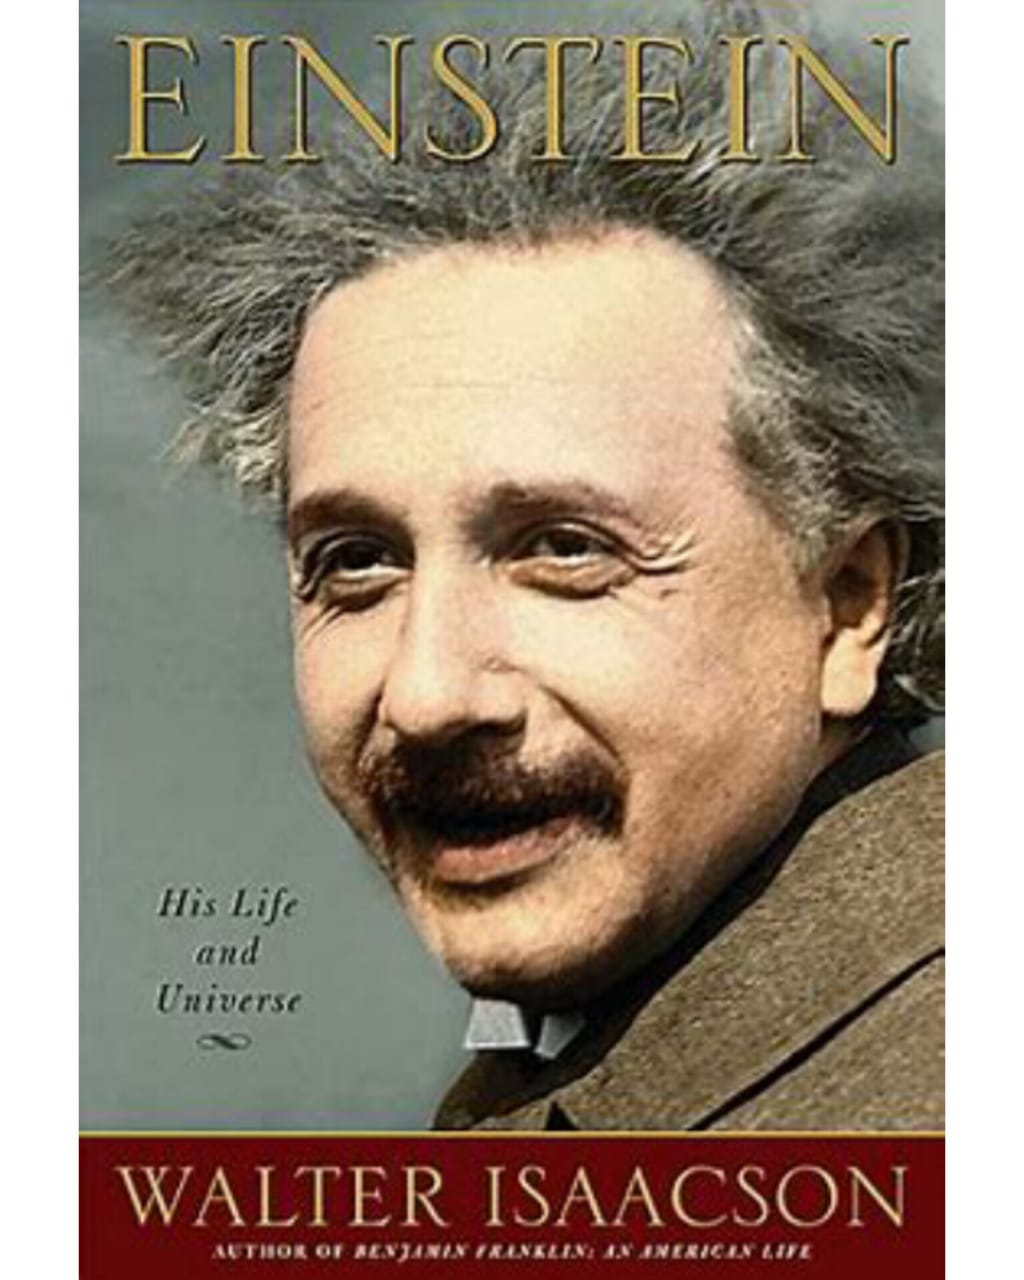 EINSTEIN
His Life
and
Universe
WALTER ISAACSON
AUTHOR OF BENJAMIN FRANKLIN: AN AMERICAN LIFE